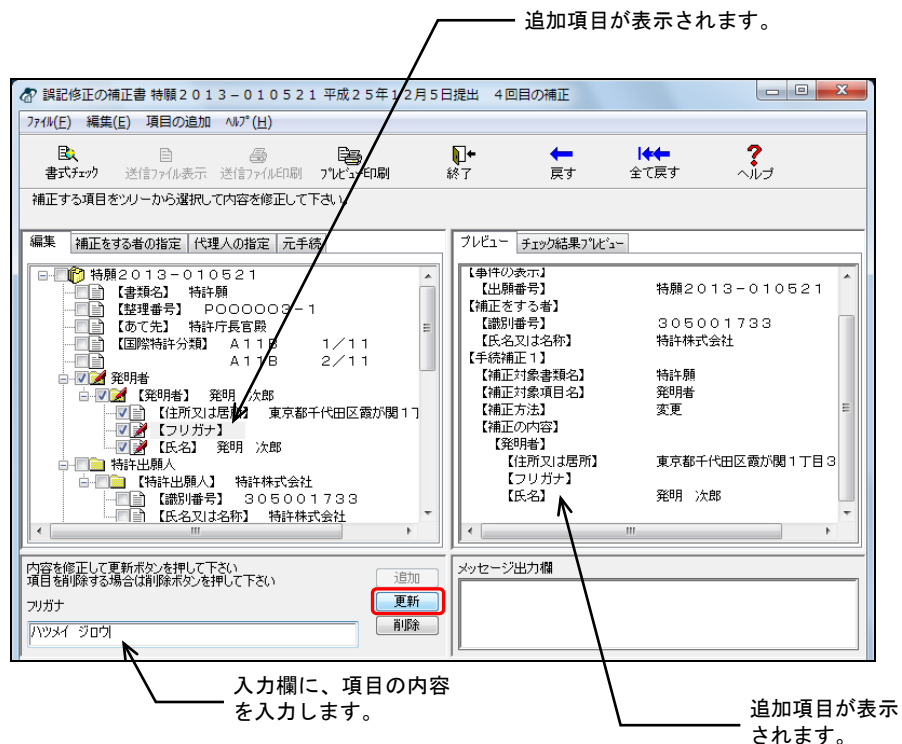 追加項目が表示されます。
誤記修正の補正書 特願２０１３－０１０５２１ 平成２５年１２月５日提出 ４回目の補正
ﾌｧｲﾙ(F) 編集(E) 項目の追加 ﾍﾙﾌﾟ(H)
書式ﾁｪｯｸ 送信ﾌｧｲﾙ表示 送信ﾌｧｲﾙ印刷 ﾌﾟﾚﾋﾞｭｰ印刷 終了 戻す 全て戻す ヘルプ
補正する項目をツリーから選択して内容を修正して下さい
編集 補正をする者の指定 代理人の指定 元手続
特願２０１３－０１０５２１
【書類名】 特許願
【整理番号】 Ｐ０００００３－１
【あて先】 特許庁長官殿
【国際特許分類】 Ａ１１Ｂ １／１１
Ａ１１Ｂ ２／１１
発明者
【発明者】 発明 次郎
【住所又は居所】 東京都千代田区霞が関１丁
【フリガナ】
【氏名】 発明 次郎
特許出願人
【特許出願人】 特許株式会社
【識別番号】 ３０５００１７３３
【氏名又は名称】 特許株式会社
内容を修正して更新ボタンを押して下さい
項目を削除する場合は削除ボタンを押して下さい
追加
フリガナ
更新
ハツメイ ジロウ
削除
プレビュー チェック結果ﾌﾟﾚﾋﾞｭｰ
【事件の表示】
【出願番号】 特願２０１３－０１０５２１
【補正をする者】
【識別番号】 ３０５００１７３３
【氏名又は名称】 特許株式会社
【手続補正１】
【補正対象書類名】 特許願
【補正対象項目名】 発明者
【補正方法】 変更
【補正の内容】
【発明者】
【住所又は居所】 東京都千代田区霞が関１丁目３
【フリガナ】
【氏名】 発明 次郎
メッセージ出力欄
入力欄に、項目の内容
を入力します。
追加項目が表示
されます。